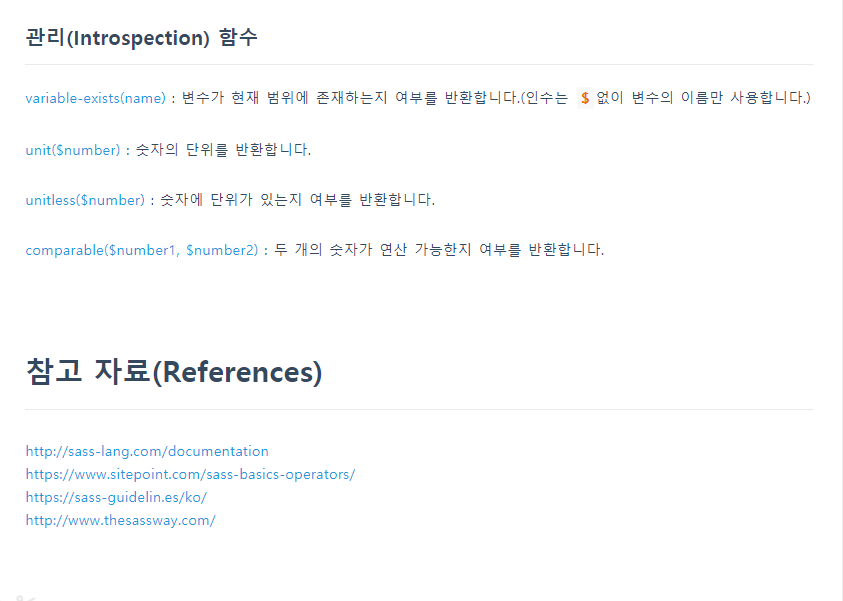 관리(Introspection) 함수
variable-exists(name) : 변수가 현재 범위에 존재하는지 여부를 반환합니다.(인수는 $ 없이 변수의 이름만 사용합니다.)
unit($number) : 숫자의 단위를 반환합니다.
unitless($number) : 숫자에 단위가 있는지 여부를 반환합니다.
comparable($number1, $number2) : 두 개의 숫자가 연산 가능한지 여부를 반환합니다.
참고 자료(References)
http://sass-lang.com/documentation
https://www.sitepoint.com/sass-basics-operators/
https://sass-guidelin.es/ko/
http://www.thesassway.com/